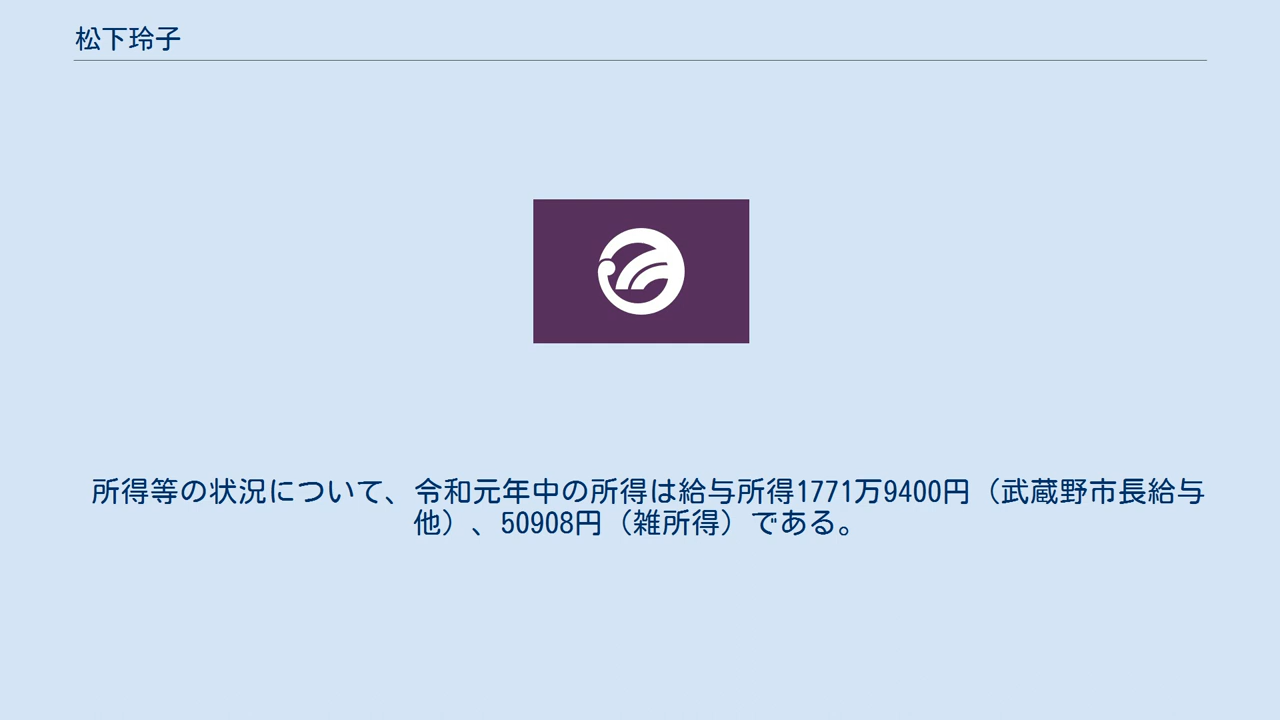 松下玲子
所得等の状況について、令和元年中の所得は給与所得1771万9400円（武蔵野市長給与
他）、50908円（雑所得）である。